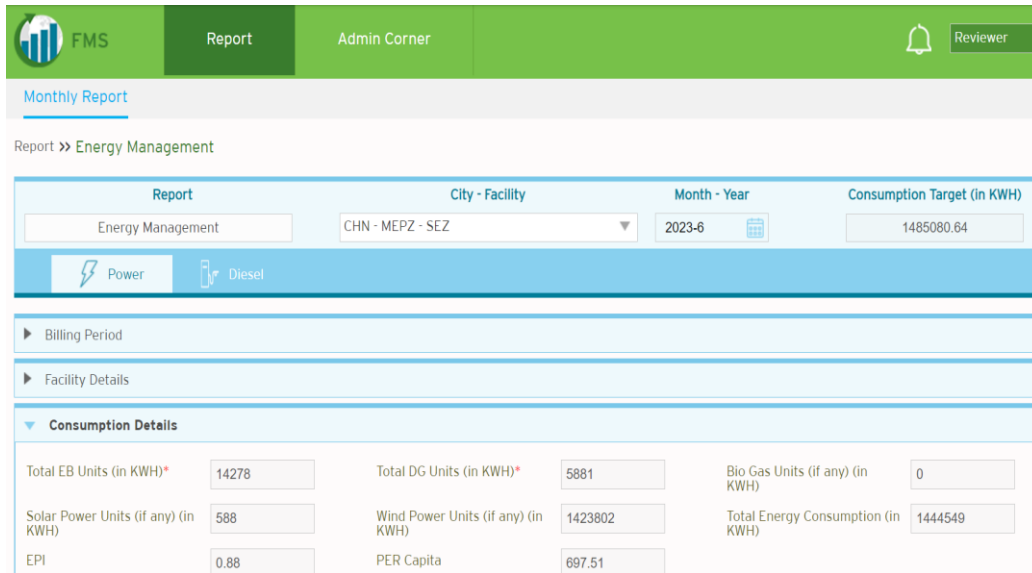 FMS Report Admin Corner Reviewer
Monthly Report
Report >> Energy Management
Report City - Facility Month - Year Consumption Target (in KWH)
Energy Management CHN - MEPZ - SEZ 2023-6 1485080.64
Power Diesel
Billing Period
Facility Details
Consumption Details
Total EB Units (in KWH)* 14278 Total DG Units (in KWH)* 5881 Bio Gas Units (if any) (in
KWH) 0
Solar Power Units (if any) (in
KWH) 588 Wind Power Units (if any) (in
KWH) 1423802 Total Energy Consumption (in
KWH) 1444549
EPI 0.88 PER Capita 697.51